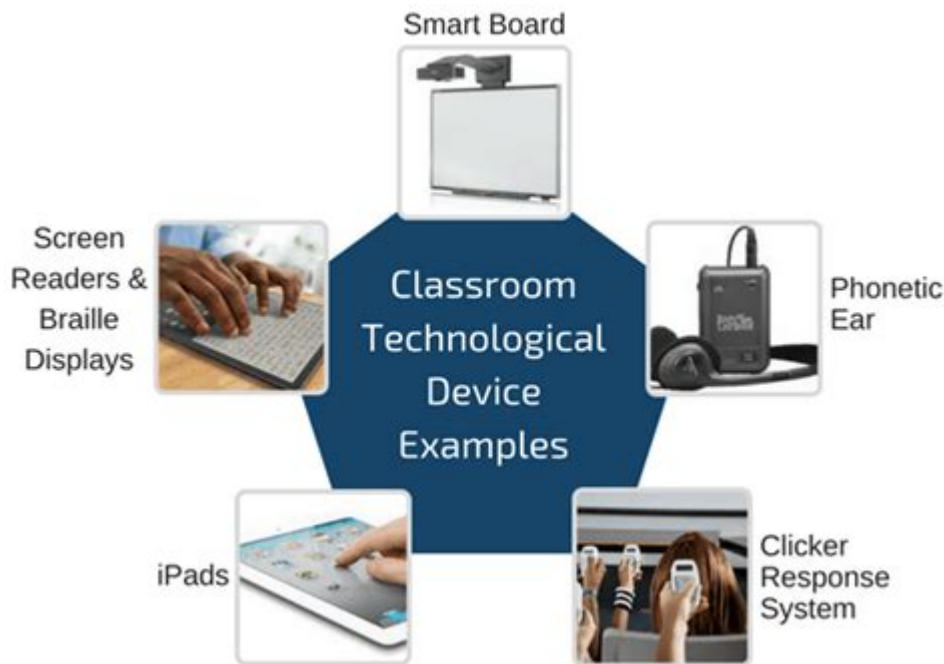 Smart Board
Screen
Readers &
Braille
Displays
Classroom
Technological
Device
Examples
Phonetic
Ear
iPads
Clicker
Response
System